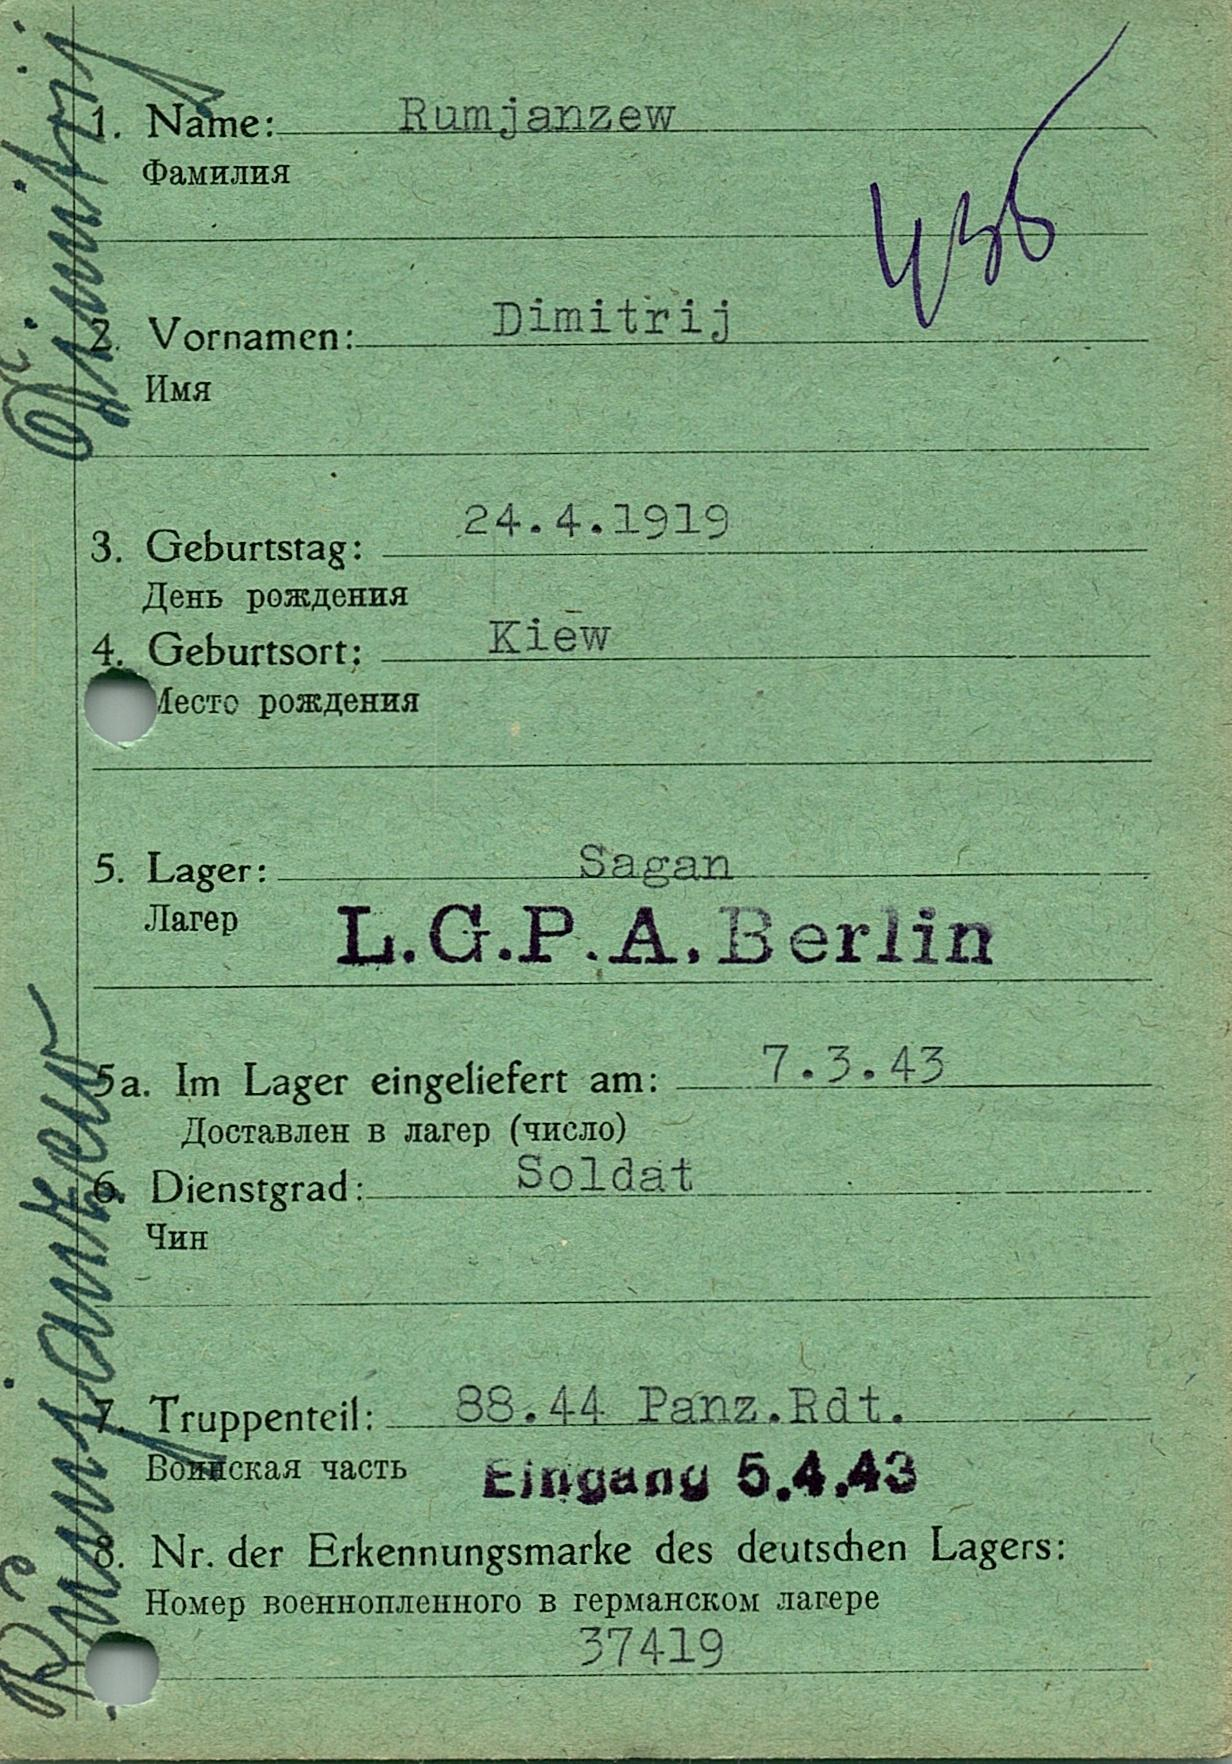 1. Name: Rumjanzew
Фамилия
2. Vornamen: Dimitrij
Имя
3. Geburtstag: 24.4.1919
День рождения
4. Geburtsort: Kiew
Место рождения
5. Lager: Sagan
Лагер
L.G.P.A.Berlin
5a. Im Lager eingeliefert am: 7.3.43
Доставлен в лагер (число)
6. Dienstgrad: Soldat
Чин
7. Truppenteil: 88.44 Panz.Rdt.
Воинская часть
Eingang 5.4.43
8. Nr. der Erkennungsmarke des deutschen Lagers:
Номер военнопленного в германском лагере
37419
Rumjanzew Dimitrij